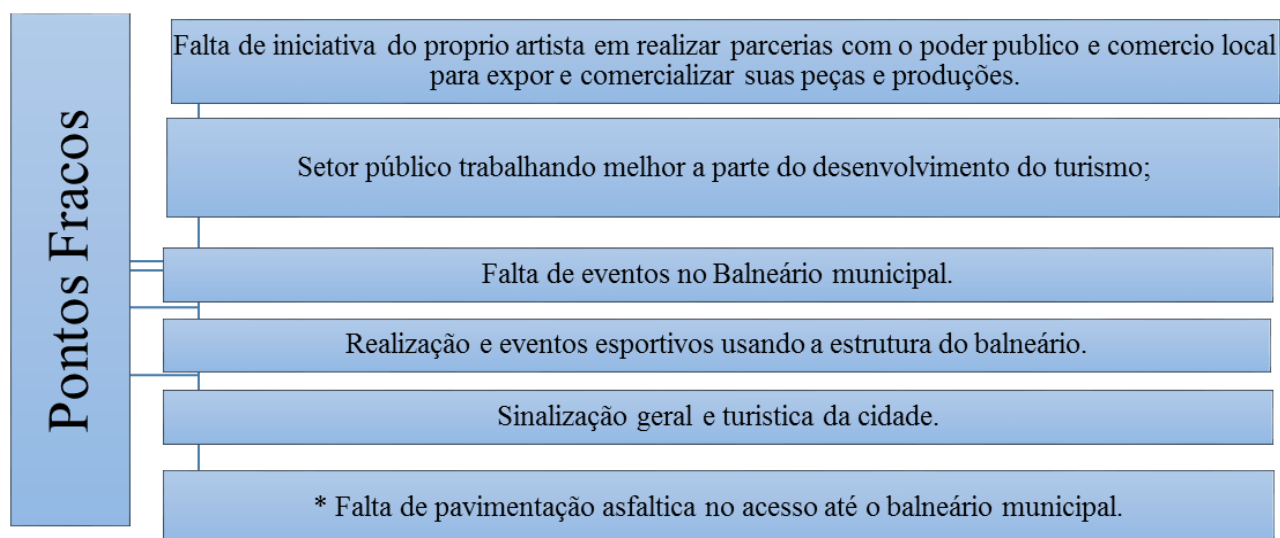 Pontos Fracos
Falta de iniciativa do proprio artista em realizar parcerias com o poder publico e comercio local
para expor e comercializar suas peças e produções.
Setor público trabalhando melhor a parte do desenvolvimento do turismo;
Falta de eventos no Balneário municipal.
Realização e eventos esportivos usando a estrutura do balneário.
Sinalização geral e turistica da cidade.
* Falta de pavimentação asfaltica no acesso até o balneário municipal.